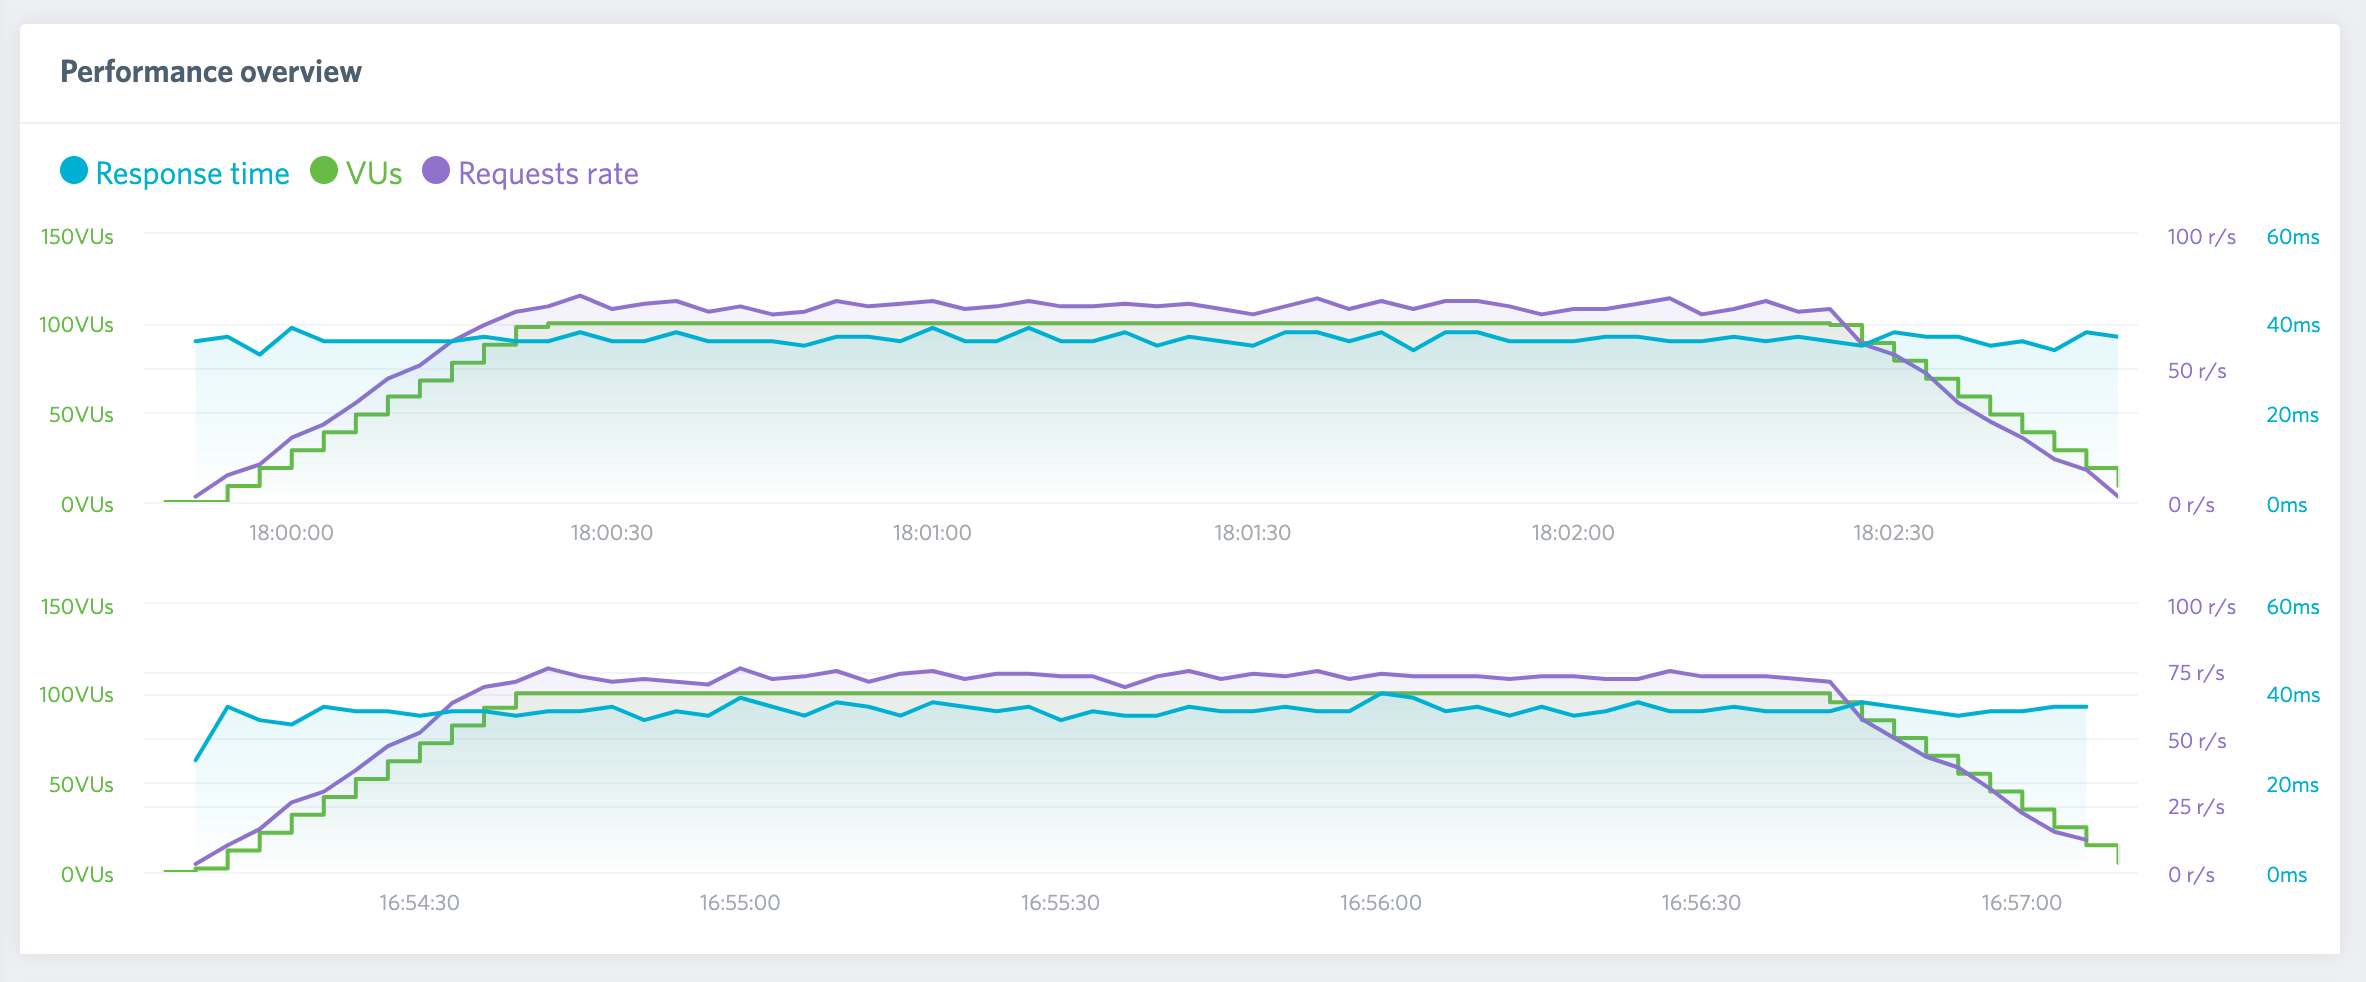 Performance overview
Response time VUs Requests rate
150VUs 100 r/s 60ms
100VUs 40ms
50 r/s
50VUs 20ms
0VUs 0 r/s 0ms
18:00:00 18:00:30 18:01:00 18:01:30 18:02:00 18:02:30
150VUs 100 r/s 60ms
75 r/s
100VUs 40ms
50 r/s
50VUs 20ms
25 r/s
0VUs 0 r/s 0ms
16:54:30 16:55:00 16:55:30 16:56:00 16:56:30 16:57:00